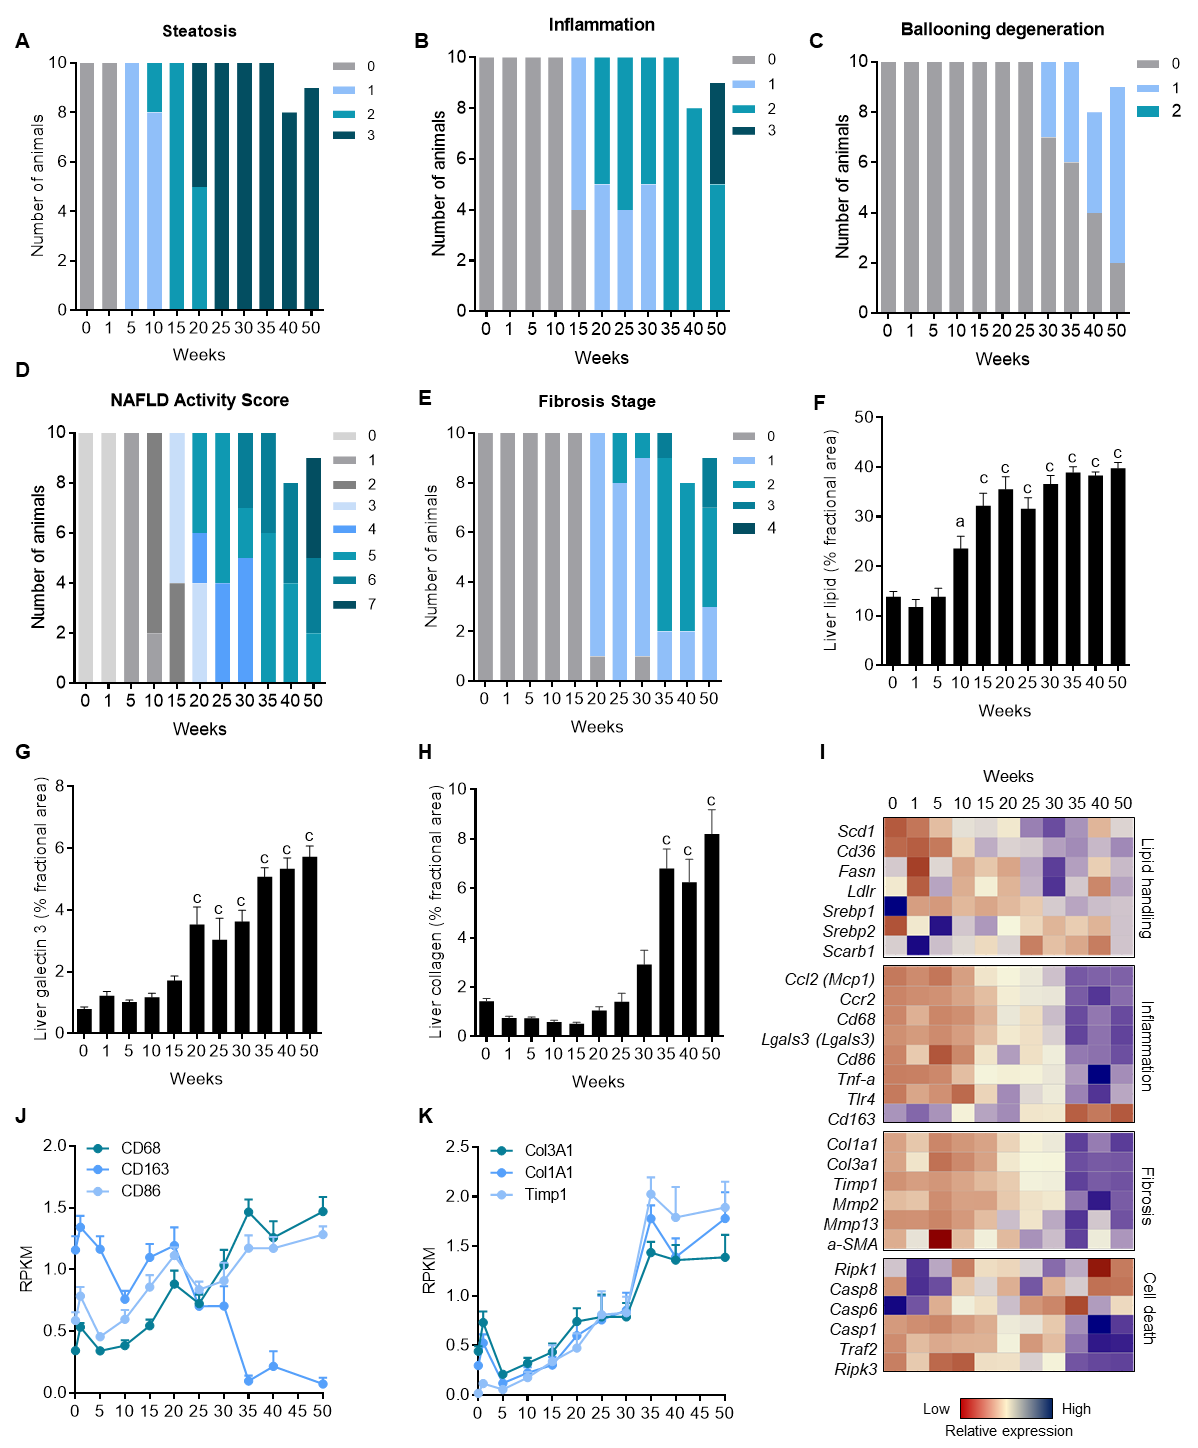 A
Steatosis
Number of animals
10
8
6
4
2
0
0 1 5 10 15 20 25 30 35 40 50
Weeks
0
1
2
3
B
Inflammation
Number of animals
10
8
6
4
2
0
0 1 5 10 15 20 25 30 35 40 50
Weeks
0
1
2
3
C
Ballooning degeneration
Number of animals
10
8
6
4
2
0
0 1 5 10 15 20 25 30 35 40 50
Weeks
0
1
2
D
NAFLD Activity Score
Number of animals
10
8
6
4
2
0
0 1 5 10 15 20 25 30 35 40 50
Weeks
0
1
2
3
4
5
6
7
E
Fibrosis Stage
Number of animals
10
8
6
4
2
0
0 1 5 10 15 20 25 30 35 40 50
Weeks
0
1
2
3
4
F
Liver lipid (% fractional area)
50
40
30
20
10
0
a c c c c c c c
0 1 5 10 15 20 25 30 35 40 50
Weeks
G
Liver galectin 3 (% fractional area)
8
6
4
2
0
c c c c c c
0 1 5 10 15 20 25 30 35 40 50
Weeks
H
Liver collagen (% fractional area)
10
8
6
4
2
0
c c c
0 1 5 10 15 20 25 30 35 40 50
Weeks
I
Weeks
0 1 5 10 15 20 25 30 35 40 50
Scd1
Cd36
Fasn
Ldlr
Srebp1
Srebp2
Scarb1
Lipid handling
Ccl2 (Mcp1)
Ccr2
Cd68
Lgals3 (Lgals3)
Cd86
Tnf-a
Tlr4
Cd163
Inflammation
Col1a1
Col3a1
Timp1
Mmp2
Mmp13
a-SMA
Fibrosis
Ripk1
Casp8
Casp6
Casp1
Traf2
Ripk3
Cell death
Low High
Relative expression
J
RPKM
2.0
1.5
1.0
0.5
0.0
CD68
CD163
CD86
0 5 10 15 20 25 30 35 40 45 50
K
RPKM
2.5
2.0
1.5
1.0
0.5
0.0
Col3A1
Col1A1
Timp1
0 5 10 15 20 25 30 35 40 45 50